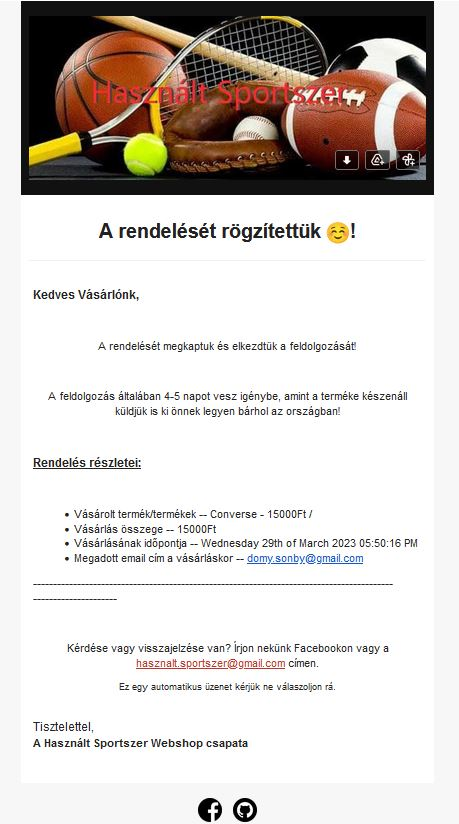 Használt Sportszer
A rendelését rögzítettük ☺️!
Kedves Vásárlónk,
A rendelését megkaptuk és elkezdtük a feldolgozását!
A feldolgozás általában 4-5 napot vesz igénybe, amint a terméke készenáll
küldjük is ki önnek legyen bárhol az országban!
Rendelés részletei:
• Vásárolt termék/termékek -- Converse - 15000Ft /
• Vásárlás összege -- 15000Ft
• Vásárlásának időpontja -- Wednesday 29th of March 2023 05:50:16 PM
• Megadott email cím a vásárláskor -- domy.sonby@gmail.com
------------------------------------------------------------------------------------------
---------------------
Kérdése vagy visszajelzése van? Írjon nekünk Facebookon vagy a
hasznalt.sportszer@gmail.com címen.
Ez egy automatikus üzenet kérjük ne válaszoljon rá.
Tisztelettel,
A Használt Sportszer Webshop csapata